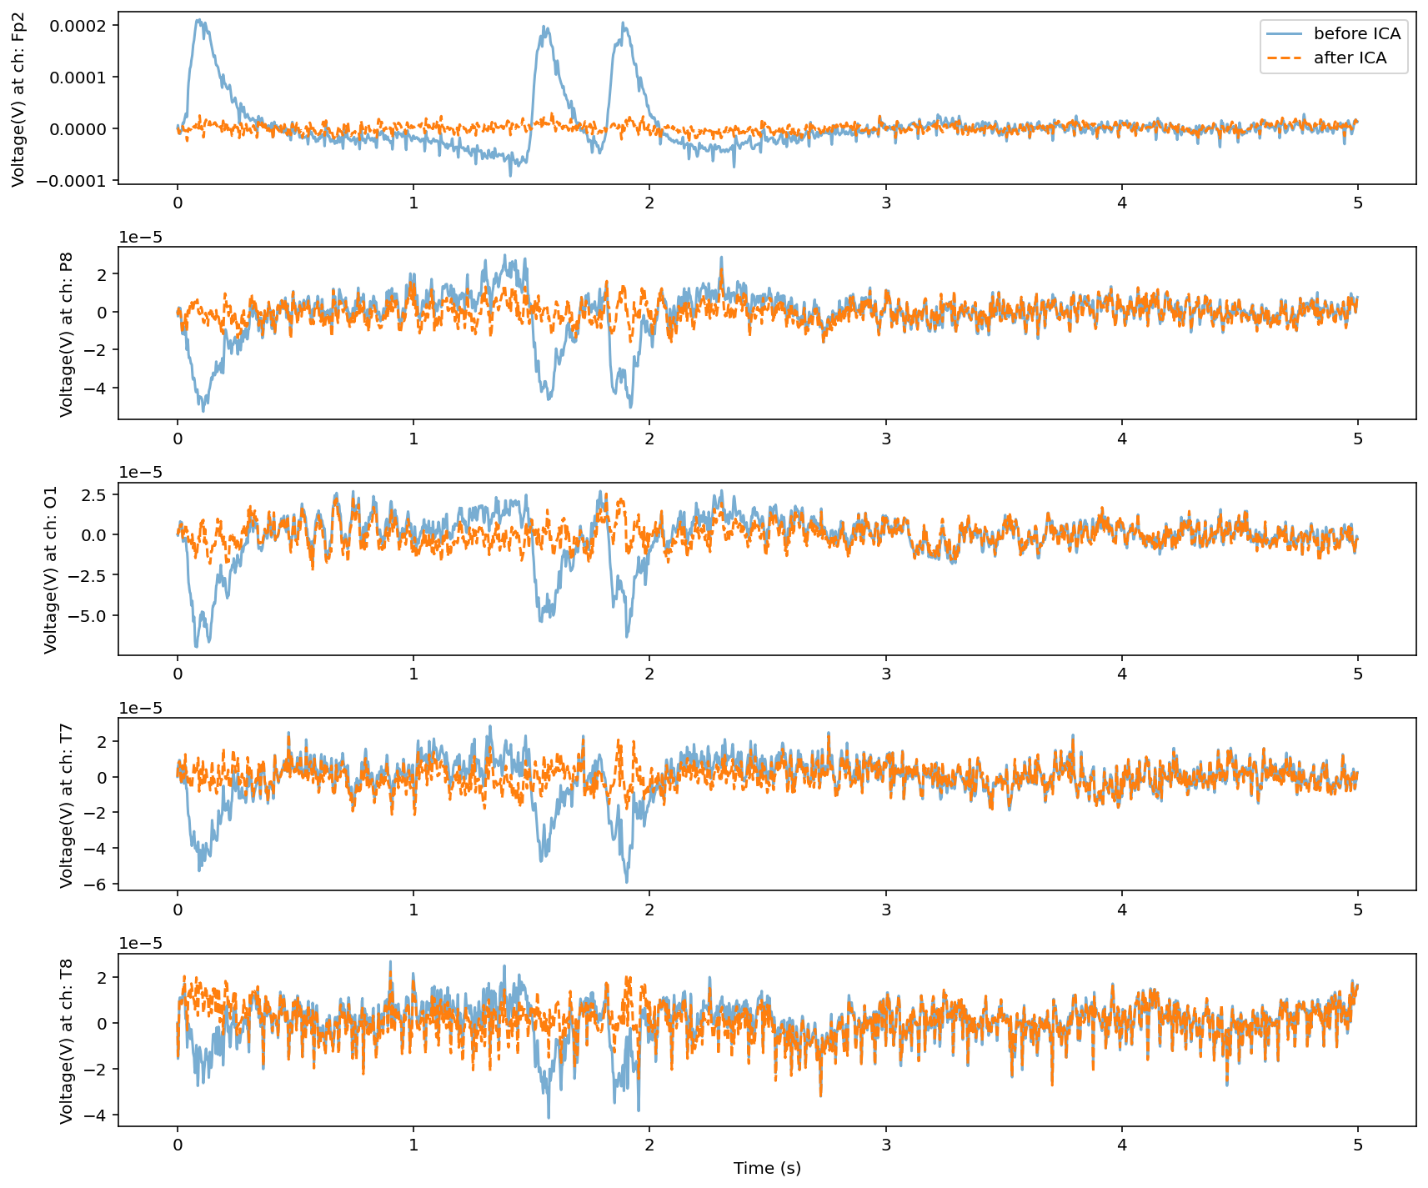 Voltage(V) at ch: Fp2
0.0002
0.0001
0.0000
−0.0001
before ICA
after ICA
0 1 2 3 4 5
1e−5
Voltage(V) at ch: P8
2
0
−2
−4
0 1 2 3 4 5
1e−5
Voltage(V) at ch: O1
2.5
0.0
−2.5
−5.0
0 1 2 3 4 5
1e−5
Voltage(V) at ch: T7
2
0
−2
−4
−6
0 1 2 3 4 5
1e−5
Voltage(V) at ch: T8
2
0
−2
−4
0 1 2 3 4 5
Time (s)